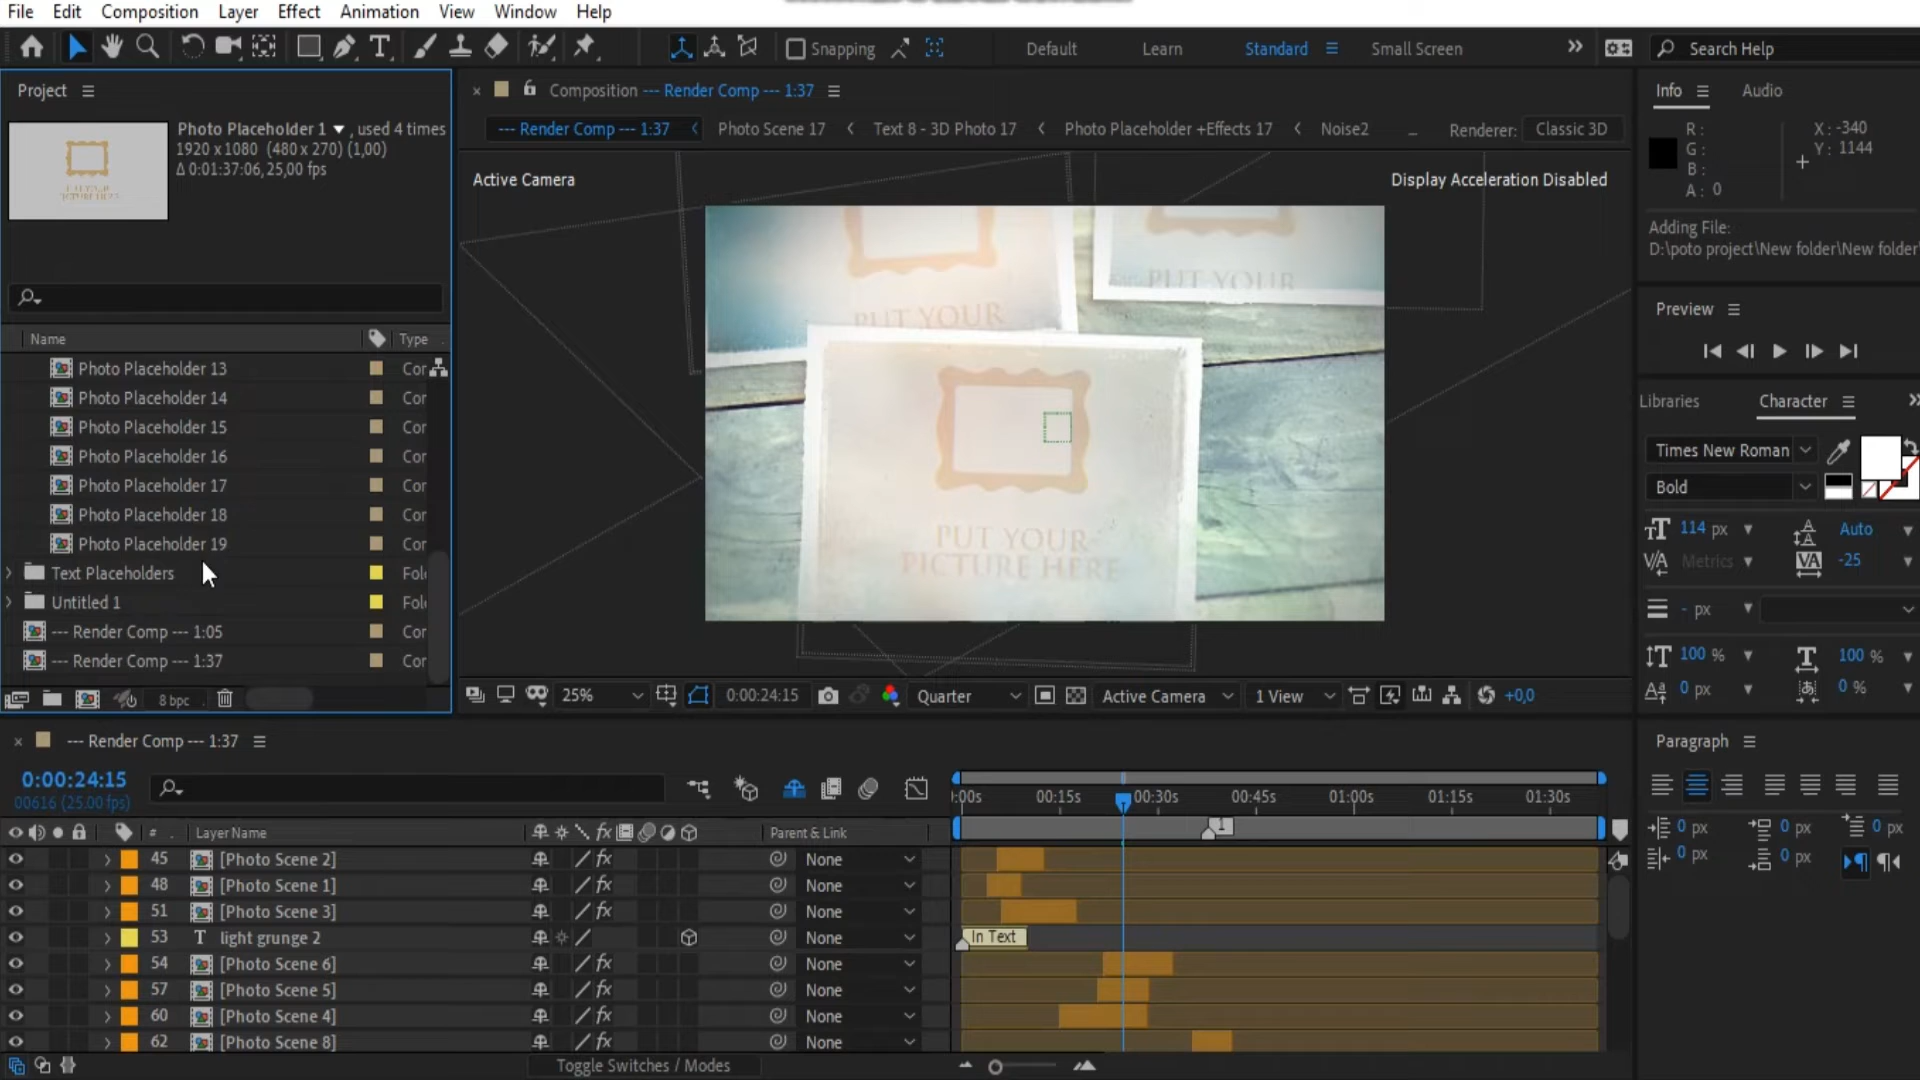 File Edit Composition Layer Effect Animation View Window Help
Snapping Default Learn Standard Small Screen Search Help
Project
Photo Placeholder 1 , used 4 times
1920 x 1080 (480 x 270) (1,00)
Δ 0:01:37:06, 25,00 fps
Name Type
Photo Placeholder 13 Cor
Photo Placeholder 14 Cor
Photo Placeholder 15 Cor
Photo Placeholder 16 Cor
Photo Placeholder 17 Cor
Photo Placeholder 18 Cor
Photo Placeholder 19 Cor
Text Placeholders Fol
Untitled 1 Fol
--- Render Comp --- 1:05 Cor
--- Render Comp --- 1:37 Cor
8 bpc
Composition --- Render Comp --- 1:37
--- Render Comp --- 1:37 Photo Scene 17 Text 8 - 3D Photo 17 Photo Placeholder +Effects 17 Noise2 Renderer: Classic 3D
Active Camera Display Acceleration Disabled
PUT YOUR
PUT YOUR
PUT YOUR
PICTURE HERE
25% 0:00:24:15 Quarter Active Camera 1 View +0,0
Info Audio
R : X : -340
G : Y : 1144
B :
A : 0
Adding File:
D:\poto project\New folder\New folder
Preview
Libraries Character
Times New Roman
Bold
114 px Auto
Metrics -25
- px
100 % 100 %
0 px 0 %
Paragraph
0 px 0 px 0 px
0 px 0 px
--- Render Comp --- 1:37
0:00:24:15
00616 (25.00 fps)
:00s 00:15s 00:30s 00:45s 01:00s 01:15s 01:30s
# Layer Name Parent & Link
1
45 [Photo Scene 2] None
48 [Photo Scene 1] None
51 [Photo Scene 3] None
53 T light grunge 2 None In Text
54 [Photo Scene 6] None
57 [Photo Scene 5] None
60 [Photo Scene 4] None
62 [Photo Scene 8] None
Toggle Switches / Modes